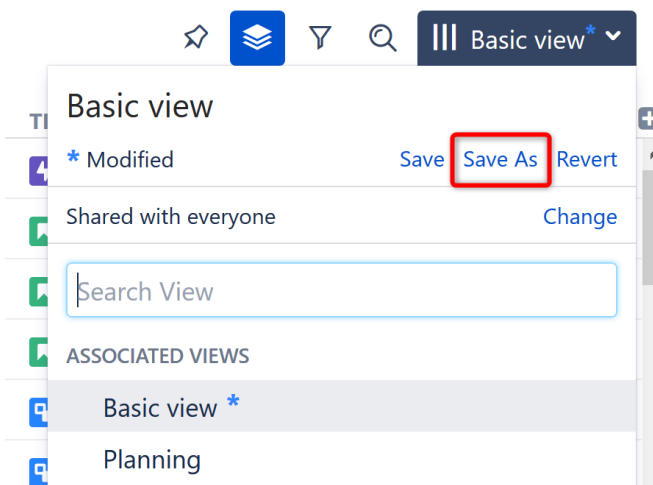 Basic view*
TI
Basic view
* Modified Save Save As Revert
Shared with everyone Change
Search View
ASSOCIATED VIEWS
Basic view *
Planning